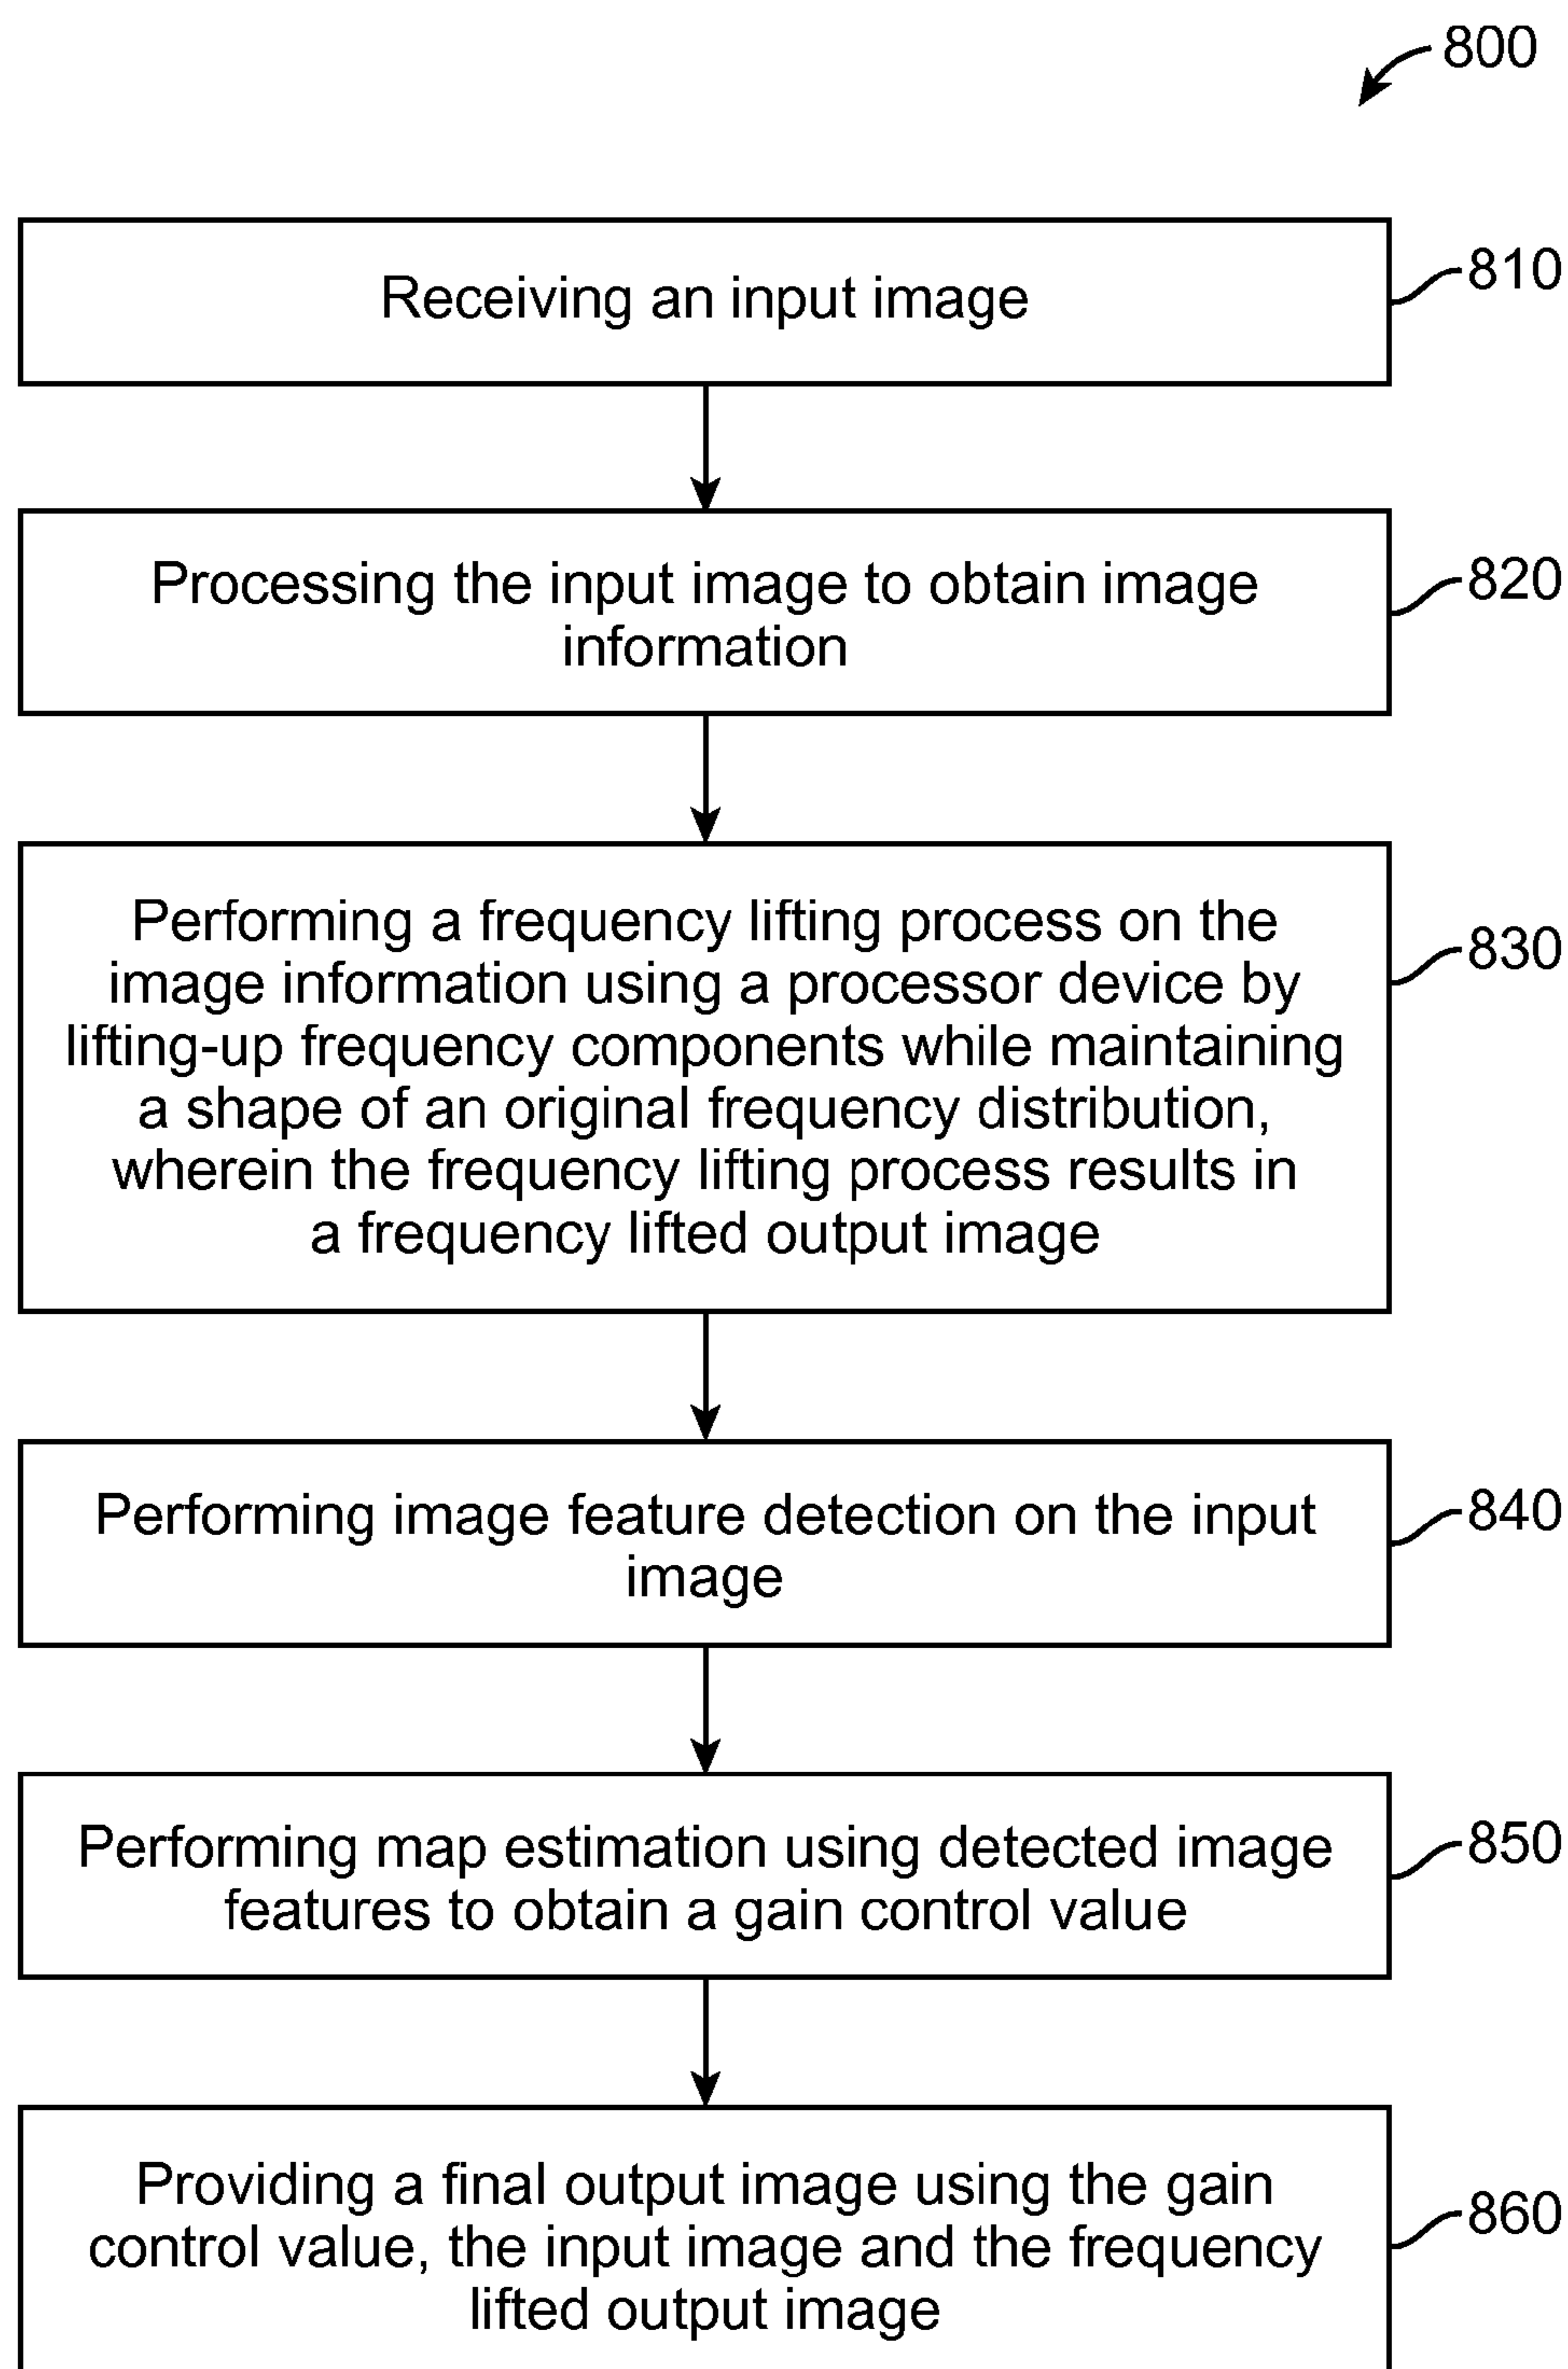 800
Receiving an input image
810
Processing the input image to obtain image
information
820
Performing a frequency lifting process on the
image information using a processor device by
lifting-up frequency components while maintaining
a shape of an original frequency distribution,
wherein the frequency lifting process results in
a frequency lifted output image
830
Performing image feature detection on the input
image
840
Performing map estimation using detected image
features to obtain a gain control value
850
Providing a final output image using the gain
control value, the input image and the frequency
lifted output image
860